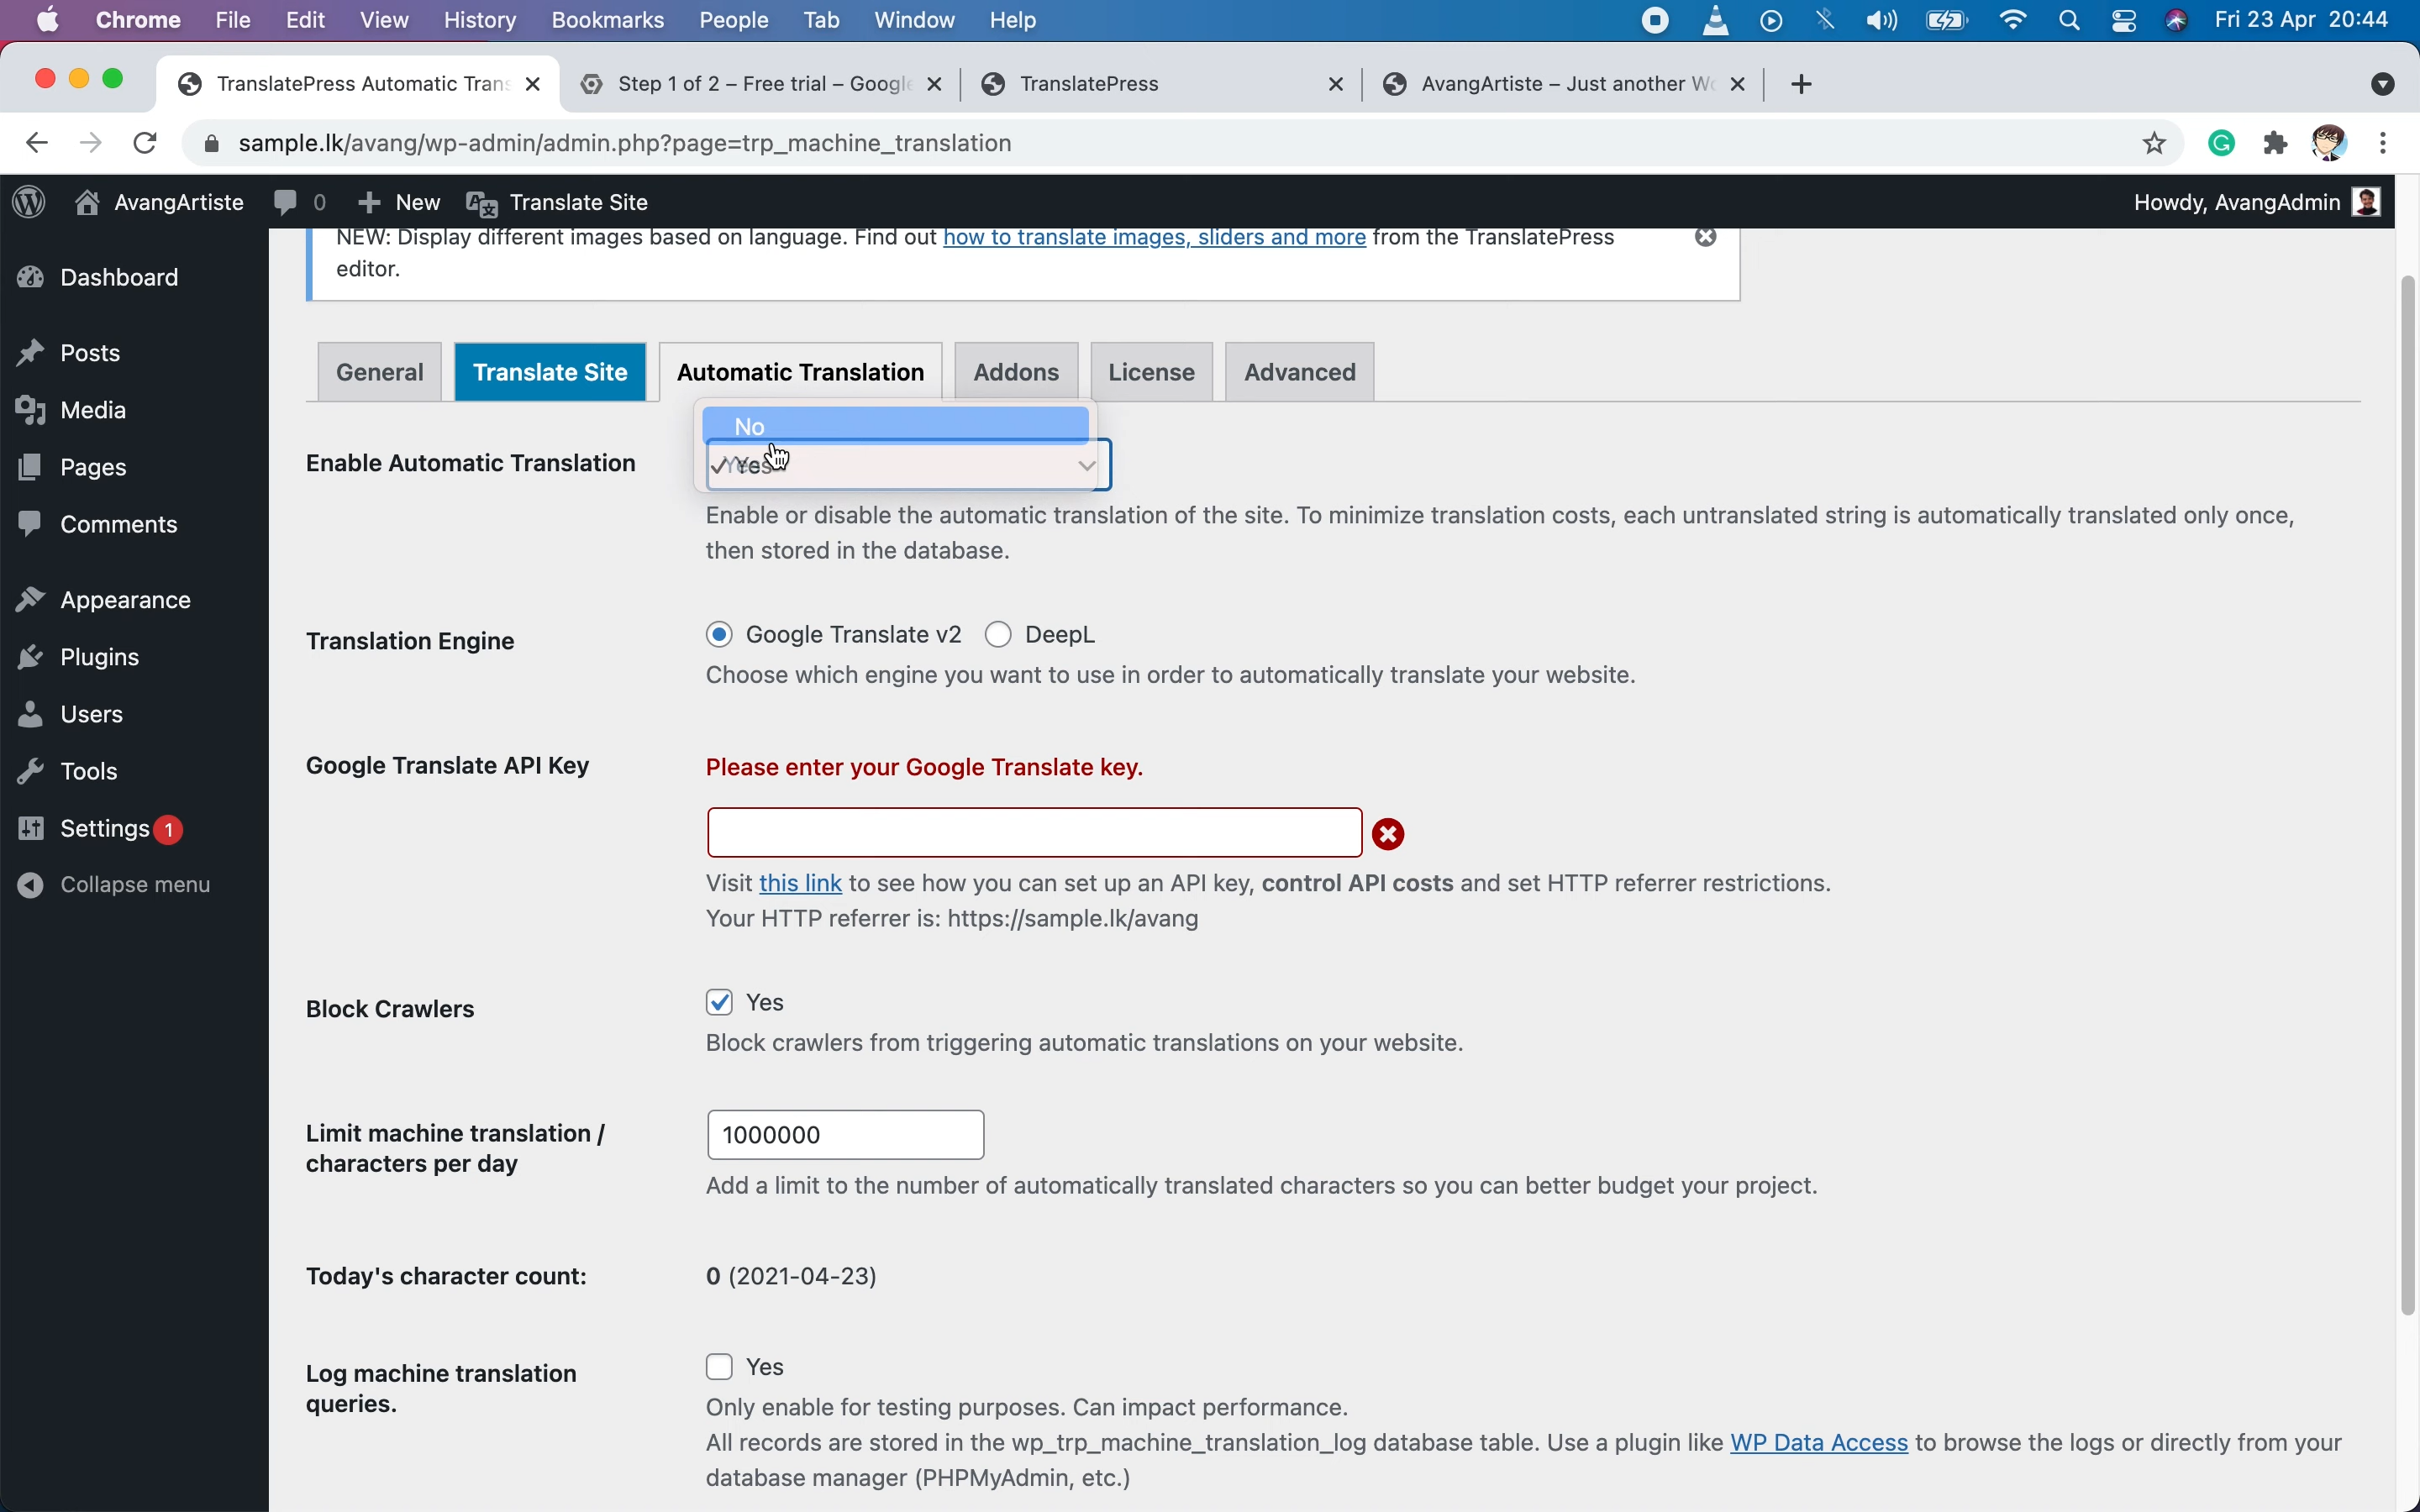 Chrome File Edit View History Bookmarks People Tab Window Help Fri 23 Apr 20:44
TranslatePress Automatic Trans Step 1 of 2 – Free trial – Google TranslatePress AvangArtiste – Just another Wo
sample.lk/avang/wp-admin/admin.php?page=trp_machine_translation
AvangArtiste 0 New Translate Site Howdy, AvangAdmin
NEW: Display different images based on language. Find out how to translate images, sliders and more from the TranslatePress
editor.
Dashboard
Posts
Media
Pages
Comments
Appearance
Plugins
Users
Tools
Settings 1
Collapse menu
General Translate Site Automatic Translation Addons License Advanced
No
Enable Automatic Translation Yes
Enable or disable the automatic translation of the site. To minimize translation costs, each untranslated string is automatically translated only once,
then stored in the database.
Translation Engine Google Translate v2 DeepL
Choose which engine you want to use in order to automatically translate your website.
Google Translate API Key Please enter your Google Translate key.
Visit this link to see how you can set up an API key, control API costs and set HTTP referrer restrictions.
Your HTTP referrer is: https://sample.lk/avang
Block Crawlers Yes
Block crawlers from triggering automatic translations on your website.
Limit machine translation / 1000000
characters per day
Add a limit to the number of automatically translated characters so you can better budget your project.
Today's character count: 0 (2021-04-23)
Log machine translation Yes
queries.
Only enable for testing purposes. Can impact performance.
All records are stored in the wp_trp_machine_translation_log database table. Use a plugin like WP Data Access to browse the logs or directly from your
database manager (PHPMyAdmin, etc.)